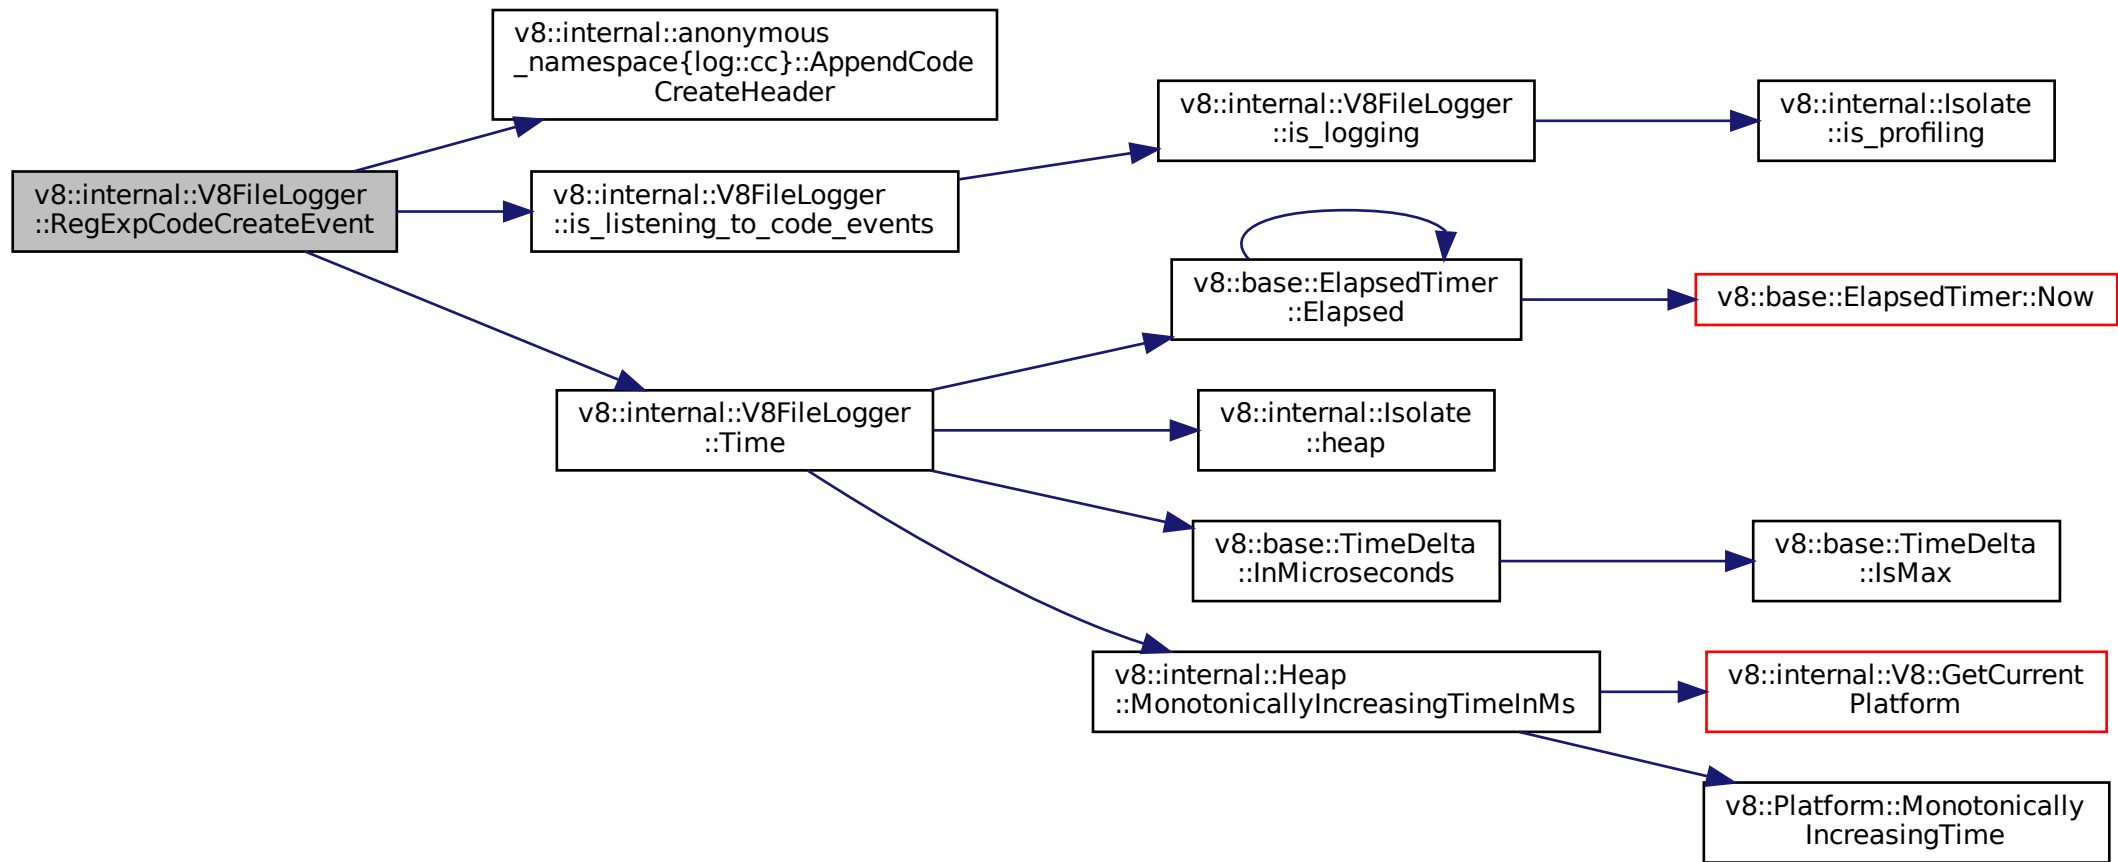 v8::internal::anonymous
_namespace{log::cc}::AppendCode
CreateHeader
v8::internal::V8FileLogger
::RegExpCodeCreateEvent
v8::internal::V8FileLogger
::is_listening_to_code_events
v8::internal::V8FileLogger
::is_logging
v8::internal::Isolate
::is_profiling
v8::internal::V8FileLogger
::Time
v8::base::ElapsedTimer
::Elapsed
v8::base::ElapsedTimer::Now
v8::internal::Isolate
::heap
v8::base::TimeDelta
::InMicroseconds
v8::base::TimeDelta
::IsMax
v8::internal::Heap
::MonotonicallyIncreasingTimeInMs
v8::internal::V8::GetCurrent
Platform
v8::Platform::Monotonically
IncreasingTime